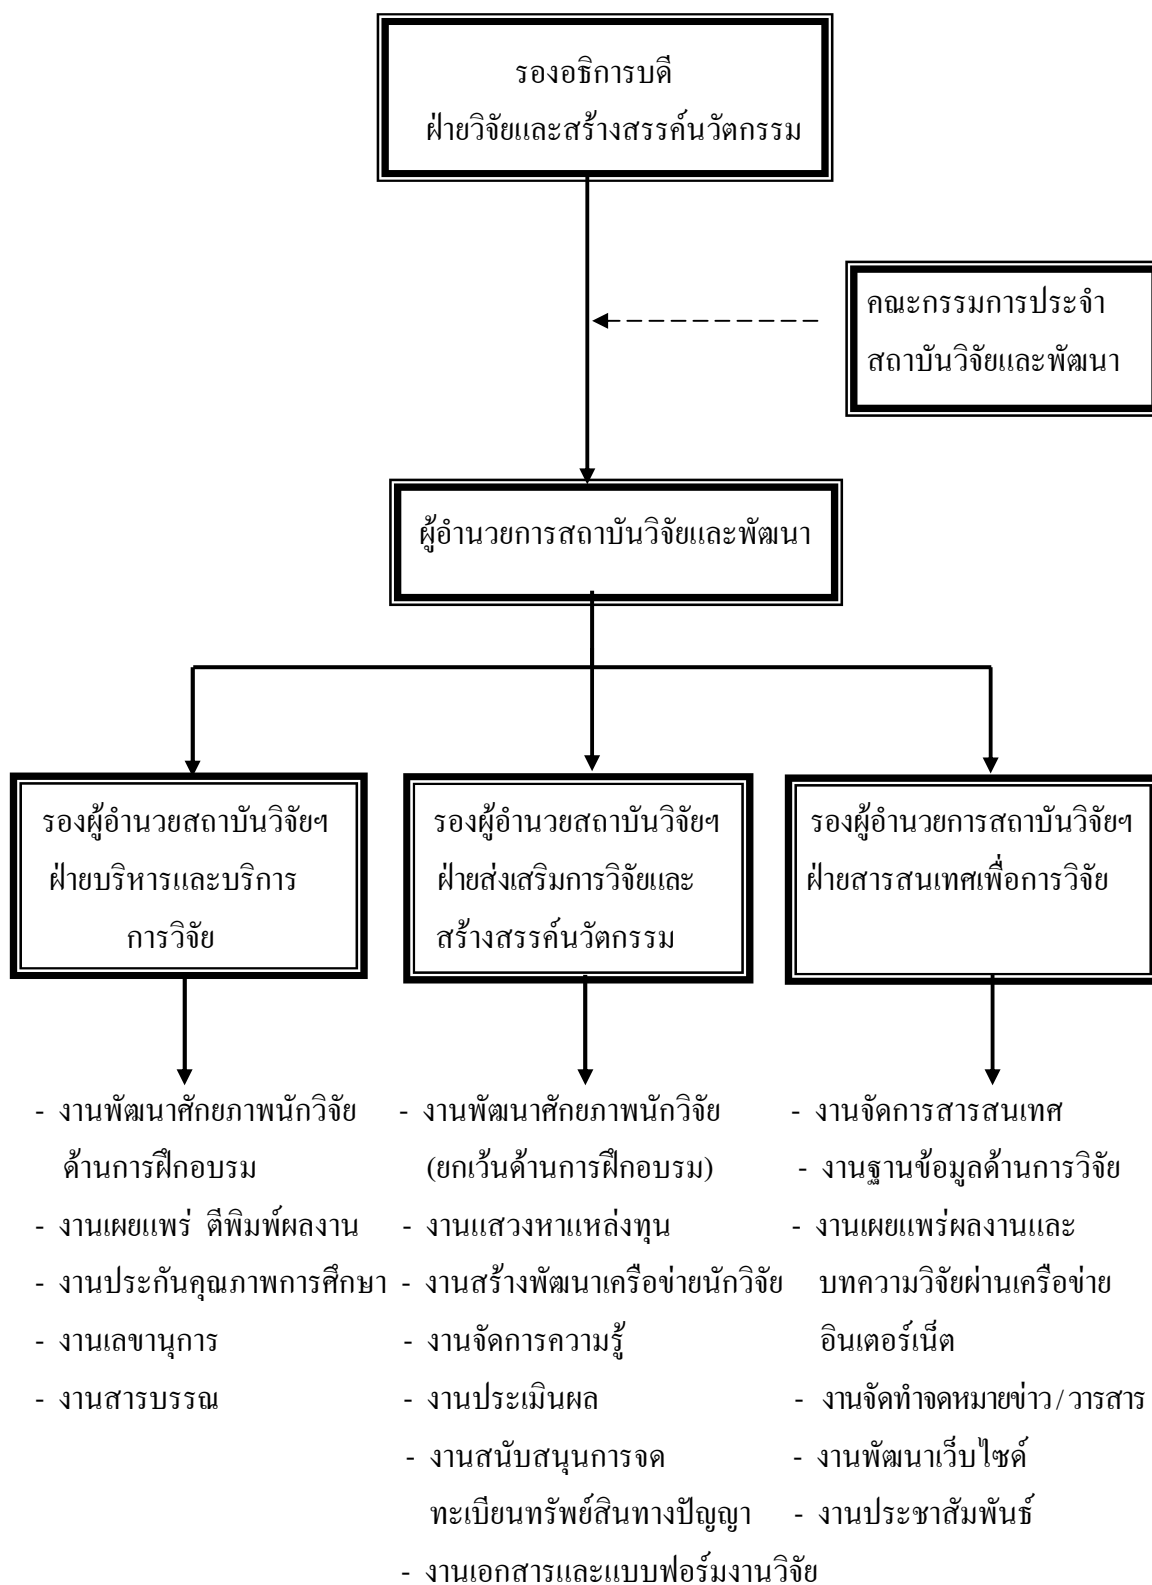 รองอธิการบดี
ฝ่ายวิจัยและสร้างสรรค์นวัตกรรม
คณะกรรมการประจำ
สถาบันวิจัยและพัฒนา
ผู้อำนวยการสถาบันวิจัยและพัฒนา
รองผู้อำนวยสถาบันวิจัยฯ
ฝ่ายบริหารและบริการ
การวิจัย
รองผู้อำนวยสถาบันวิจัยฯ
ฝ่ายส่งเสริมการวิจัยและ
สร้างสรรค์นวัตกรรม
รองผู้อำนวยการสถาบันวิจัยฯ
ฝ่ายสารสนเทศเพื่อการวิจัย
- งานพัฒนาศักยภาพนักวิจัย
ด้านการฝึกอบรม
- งานเผยแพร่ ตีพิมพ์ผลงาน
- งานประกันคุณภาพการศึกษา
- งานเลขานุการ
- งานสารบรรณ
- งานพัฒนาศักยภาพนักวิจัย
(ยกเว้นด้านการฝึกอบรม)
- งานแสวงหาแหล่งทุน
- งานสร้างพัฒนาเครือข่ายนักวิจัย
- งานจัดการความรู้
- งานประเมินผล
- งานสนับสนุนการจด
ทะเบียนทรัพย์สินทางปัญญา
- งานเอกสารและแบบฟอร์มงานวิจัย
- งานจัดการสารสนเทศ
- งานฐานข้อมูลด้านการวิจัย
- งานเผยแพร่ผลงานและ
บทความวิจัยผ่านเครือข่าย
อินเตอร์เน็ต
- งานจัดทำจดหมายข่าว/วารสาร
- งานพัฒนาเว็บไซด์
- งานประชาสัมพันธ์